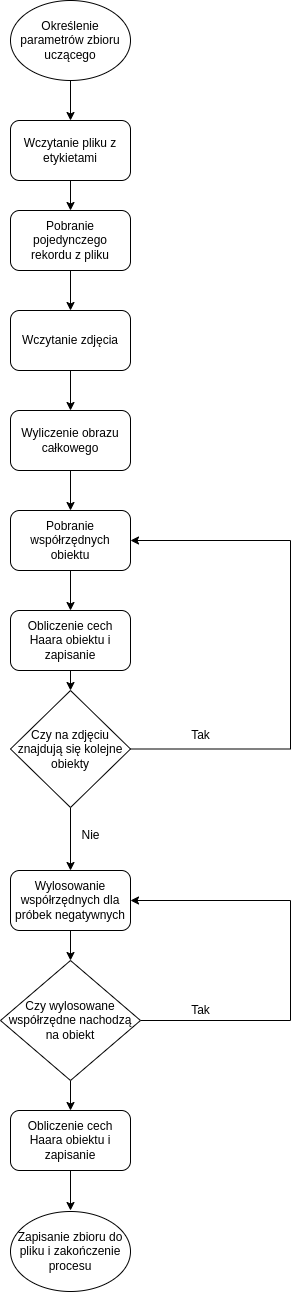 Określenie
parametrów zbioru
uczącego
Wczytanie pliku z
etykietami
Pobranie
pojedynczego
rekordu z pliku
Wczytanie zdjęcia
Wyliczenie obrazu
całkowego
Pobranie
współrzędnych
obiektu
Obliczenie cech
Haara obiektu i
zapisanie
Czy na zdjęciu
znajdują się kolejne
obiekty
Tak
Nie
Wylosowanie
współrzędnych dla
próbek negatywnych
Czy wylosowane
współrzędne nachodzą
na obiekt
Tak
Obliczenie cech
Haara obiektu i
zapisanie
Zapisanie zbioru do
pliku i zakończenie
procesu